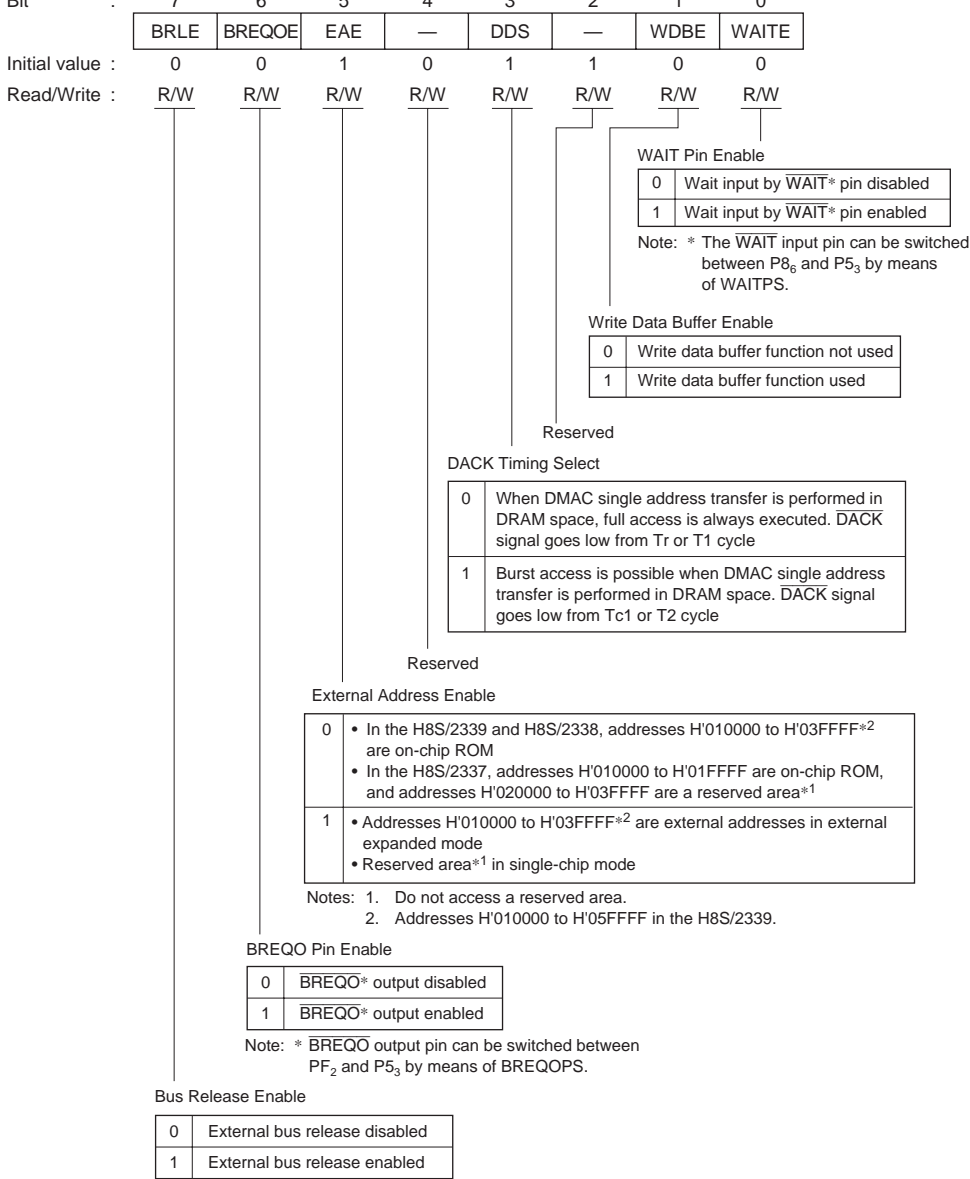 Bit : 7 6 5 4 3 2 1 0
BRLE BREQOE EAE — DDS — WDBE WAITE
Initial value : 0 0 1 0 1 1 0 0
Read/Write : R/W R/W R/W R/W R/W R/W R/W R/W
WAIT Pin Enable
0 Wait input by WAIT* pin disabled
1 Wait input by WAIT* pin enabled
Note: * The WAIT input pin can be switched
between P8₆ and P5₃ by means
of WAITPS.
Write Data Buffer Enable
0 Write data buffer function not used
1 Write data buffer function used
Reserved
DACK Timing Select
0 When DMAC single address transfer is performed in
DRAM space, full access is always executed. DACK
signal goes low from Tr or T1 cycle
1 Burst access is possible when DMAC single address
transfer is performed in DRAM space. DACK signal
goes low from Tc1 or T2 cycle
Reserved
External Address Enable
0 • In the H8S/2339 and H8S/2338, addresses H'010000 to H'03FFFF*2
are on-chip ROM
• In the H8S/2337, addresses H'010000 to H'01FFFF are on-chip ROM,
and addresses H'020000 to H'03FFFF are a reserved area*1
1 • Addresses H'010000 to H'03FFFF*2 are external addresses in external
expanded mode
• Reserved area*1 in single-chip mode
Notes: 1. Do not access a reserved area.
2. Addresses H'010000 to H'05FFFF in the H8S/2339.
BREQO Pin Enable
0 BREQO* output disabled
1 BREQO* output enabled
Note: * BREQO output pin can be switched between
PF₂ and P5₃ by means of BREQOPS.
Bus Release Enable
0 External bus release disabled
1 External bus release enabled